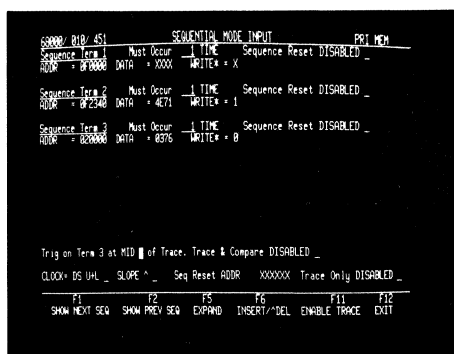 68000/ 010/ 451 SEQUENTIAL MODE INPUT PRI MEM
Sequence Term 1 Must Occur 1 TIME Sequence Reset DISABLED _
ADDR = 0F0000 DATA = XXXX WRITE* = X
Sequence Term 2 Must Occur 1 TIME Sequence Reset DISABLED _
ADDR = 0F2340 DATA = 4E71 WRITE* = 1
Sequence Term 3 Must Occur 1 TIME Sequence Reset DISABLED _
ADDR = 020000 DATA = 0376 WRITE* = 0
Trig on Term 3 at MID of Trace. Trace & Compare DISABLED _
CLOCK= DS U+L _ SLOPE ^ _ Seq Reset ADDR XXXXXX Trace Only DISABLED _
F1 F2 F5 F6 F11 F12
SHOW NEXT SEQ SHOW PREV SEQ EXPAND INSERT/^DEL ENABLE TRACE EXIT